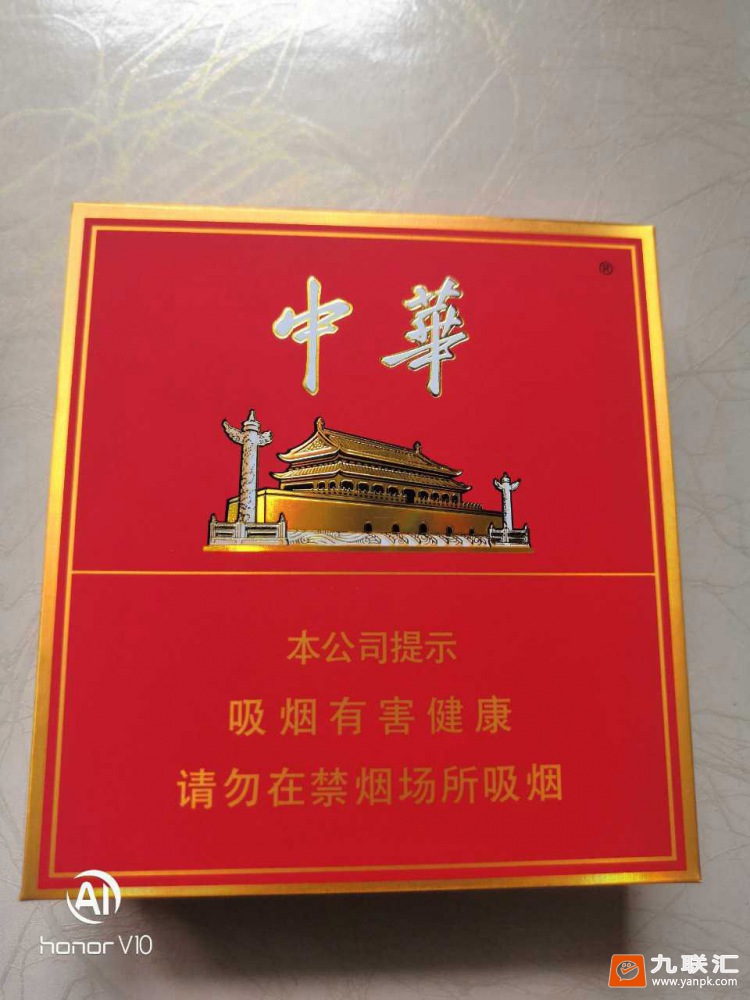 ®
中華
本公司提示
吸烟有害健康
请勿在禁烟场所吸烟
AI
honor V10
九联汇
www.yanpk.com